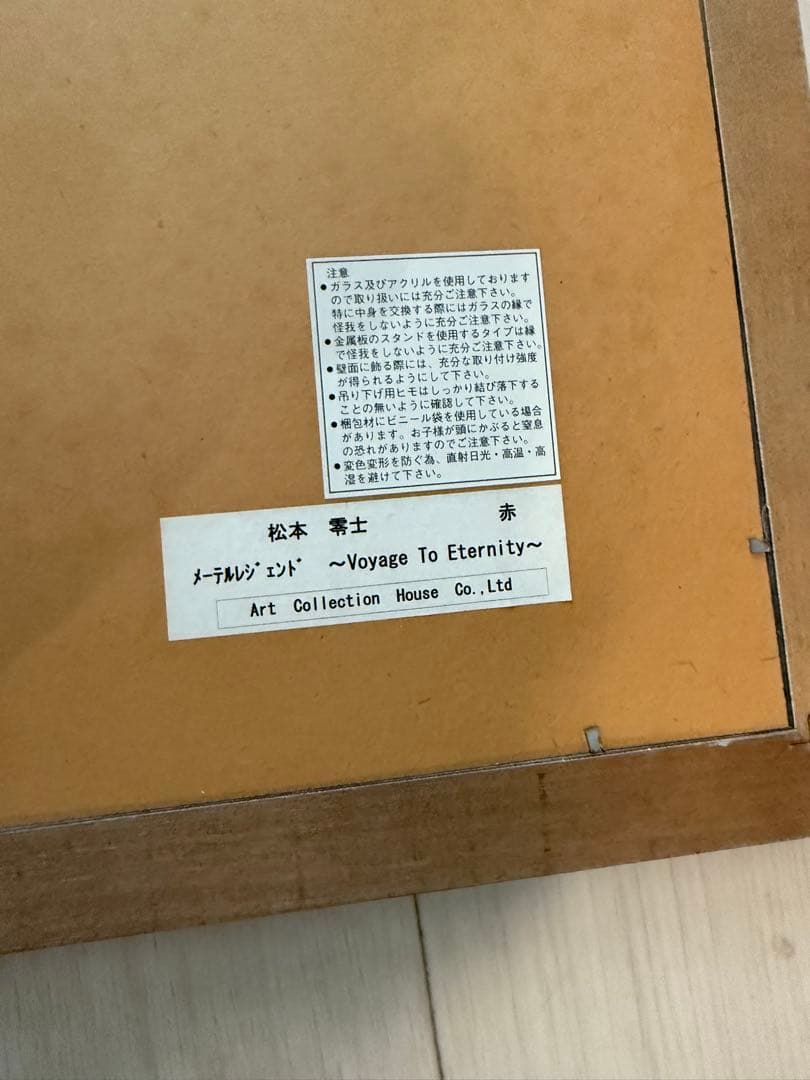 注意
●ガラス及びアクリルを使用しております
ので取り扱いには充分ご注意下さい。
特に中身を交換する際にはガラスの縁で
怪我をしないように充分ご注意下さい。
●金属板のスタンドを使用するタイプは縁
で怪我をしないように充分ご注意下さい。
●壁面に飾る際には、充分な取り付け強度
が得られるようにして下さい。
●吊り下げ用ヒモはしっかり結び落下する
ことの無いように確認して下さい。
●梱包材にビニール袋を使用している場合
があります。お子様が頭にかぶると窒息
の恐れがありますのでご注意下さい。
●変色変形を防ぐ為、直射日光・高温・高
湿を避けて下さい。
松本 零士 赤
ﾒｰﾃﾙﾚｼﾞｪﾝﾄﾞ ～Voyage To Eternity～
Art Collection House Co.,Ltd